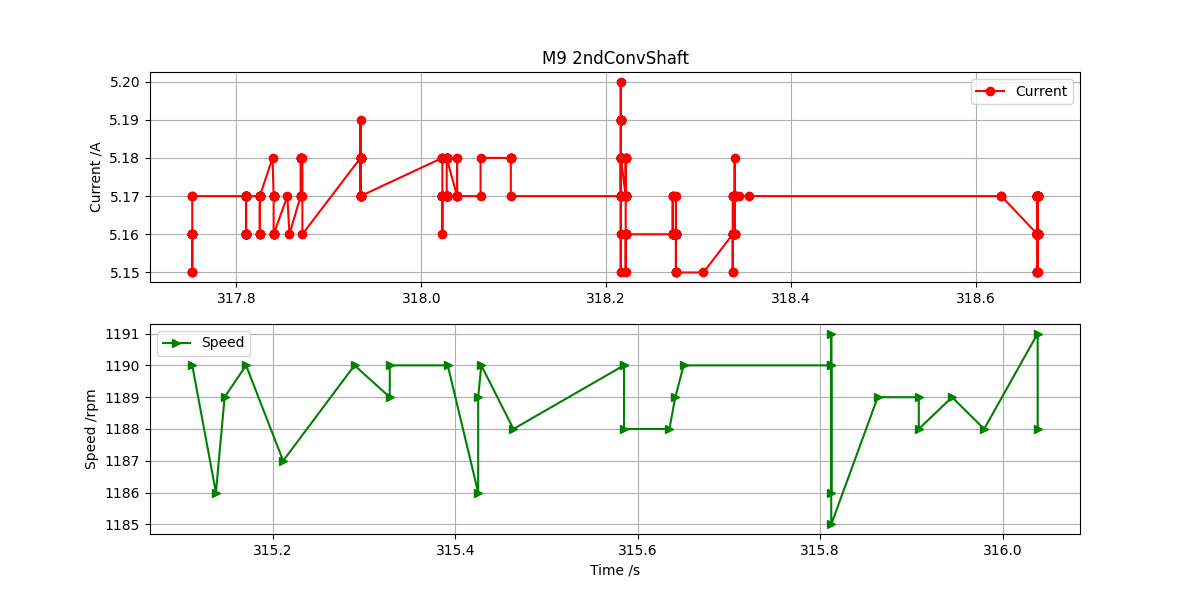 M9 2ndConvShaft
5.20
5.19
5.18
5.17
5.16
5.15
Current /A
Current
317.8 318.0 318.2 318.4 318.6
1191
1190
1189
1188
1187
1186
1185
Speed /rpm
Speed
315.2 315.4 315.6 315.8 316.0
Time /s